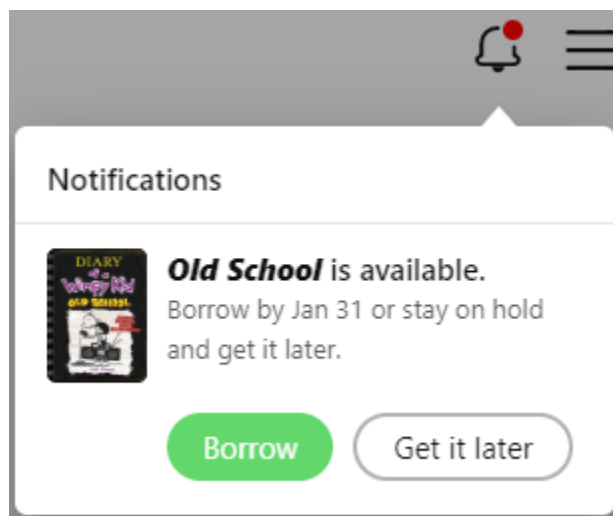 Notifications
DIARY
of a
Wimpy Kid
OLD SCHOOL
Old School is available.
Borrow by Jan 31 or stay on hold
and get it later.
Borrow
Get it later